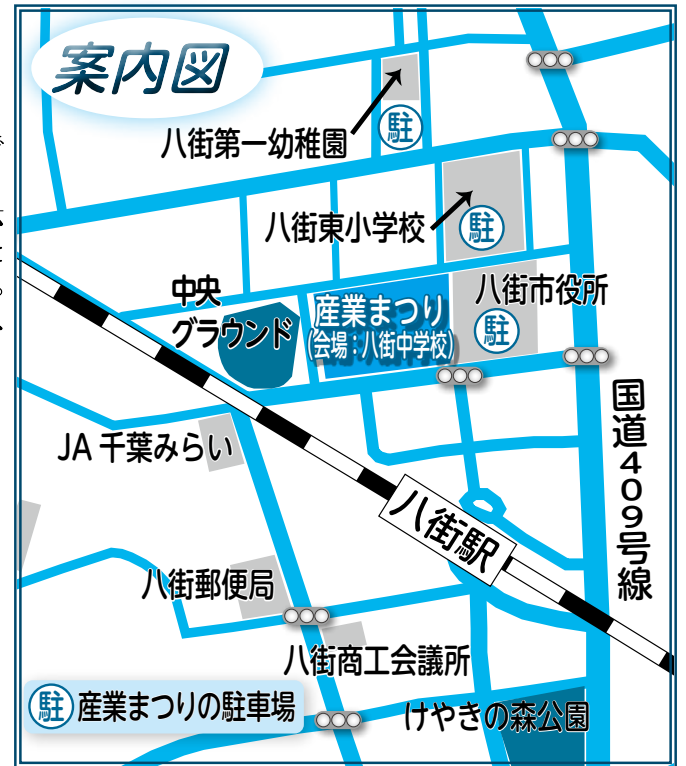 案内図
八街第一幼稚園
駐
八街東小学校
駐
中央
グラウンド
産業まつり
(会場：八街中学校)
八街市役所
駐
国道409号線
JA千葉みらい
八街駅
八街郵便局
八街商工会議所
駐 産業まつりの駐車場
けやきの森公園